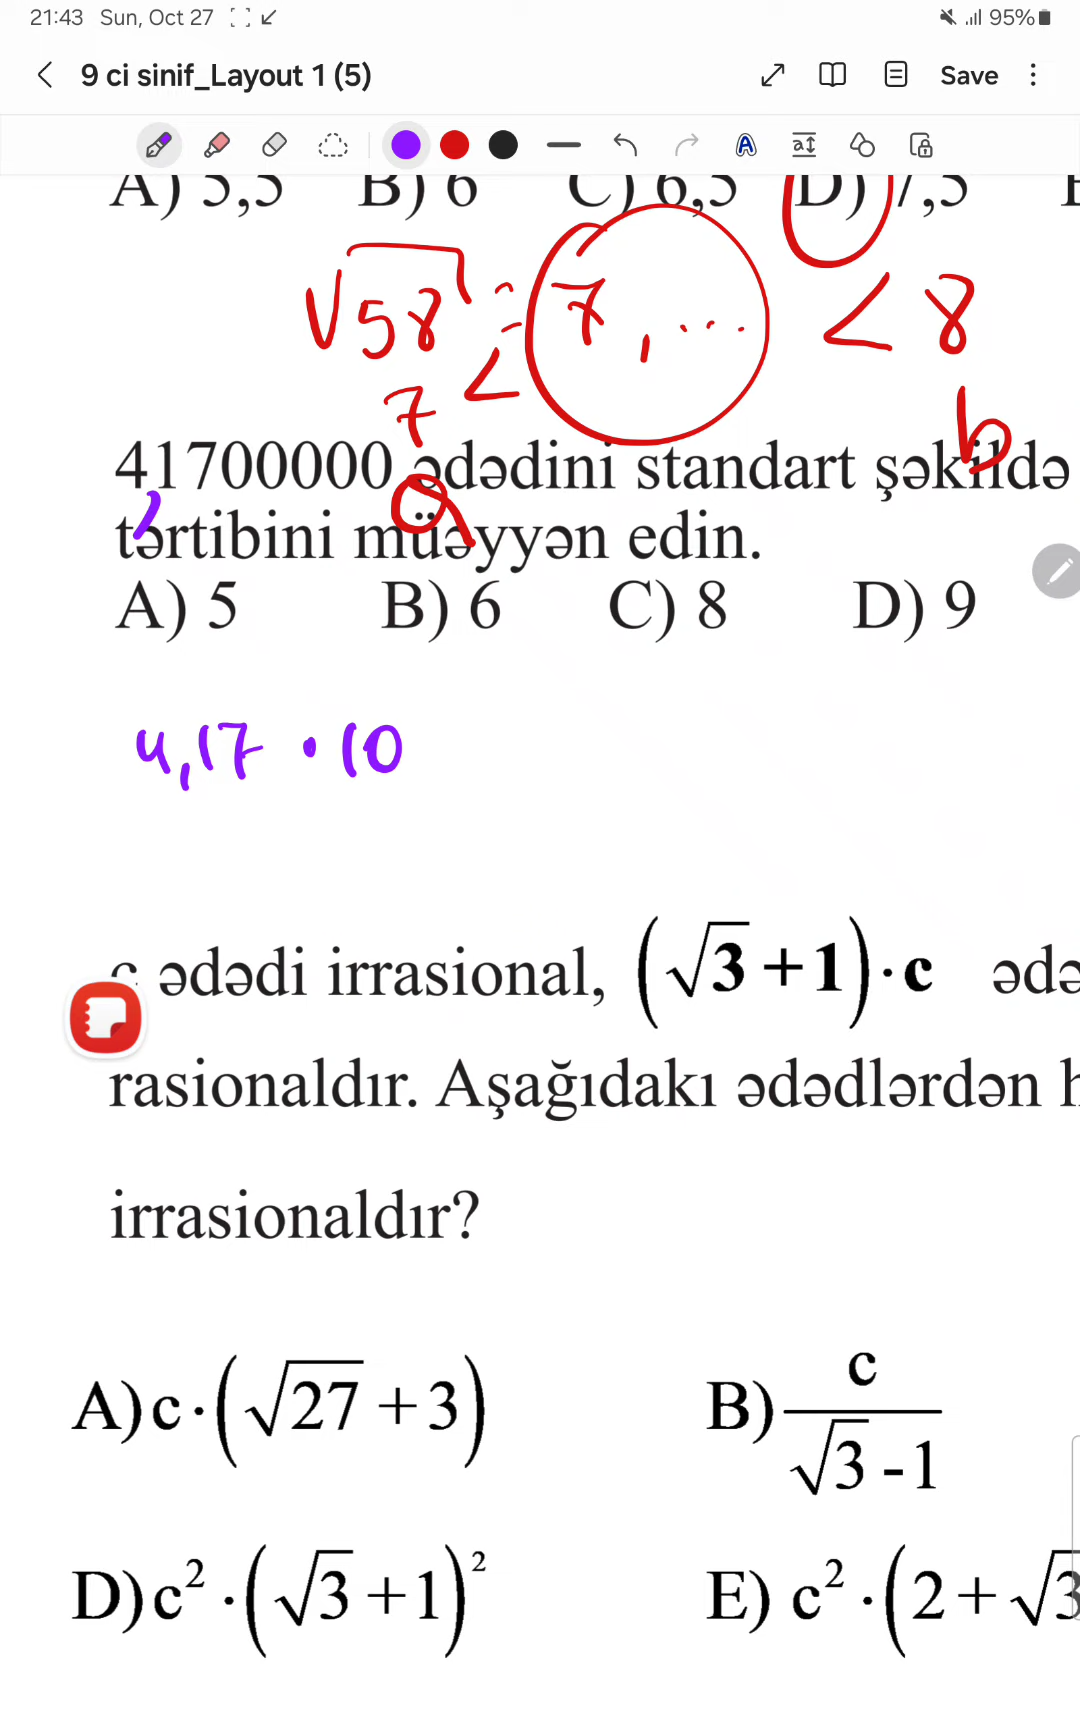 21:43 Sun, Oct 27 95%
9 ci sinif_Layout 1 (5) Save
A) 5,5 B) 6 C) 6,5 D) 7,5
√58 = 7,... < 8
7 <
b
41700000 ədədini standart şəkildə
a
tərtibini müəyyən edin.
A) 5 B) 6 C) 8 D) 9
4,17 · 10
c ədədi irrasional, (√3+1)·c
rasionaldır. Aşağıdakı ədədlərdən
irrasionaldır?
A) c·(√27+3) B) c/(√3-1)
D) c²·(√3+1)² E) c²·(2+√3